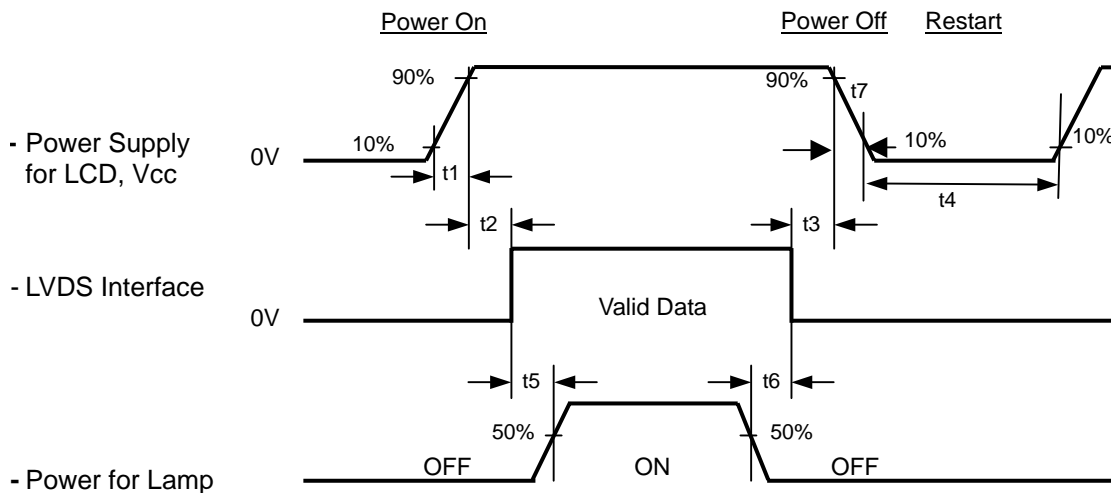 Power On
Power Off
Restart
90%
90%
t7
- Power Supply
for LCD, Vcc
0V
10%
10%
10%
t1
t4
t2
t3
- LVDS Interface
0V
Valid Data
t5
t6
50%
50%
- Power for Lamp
OFF
ON
OFF